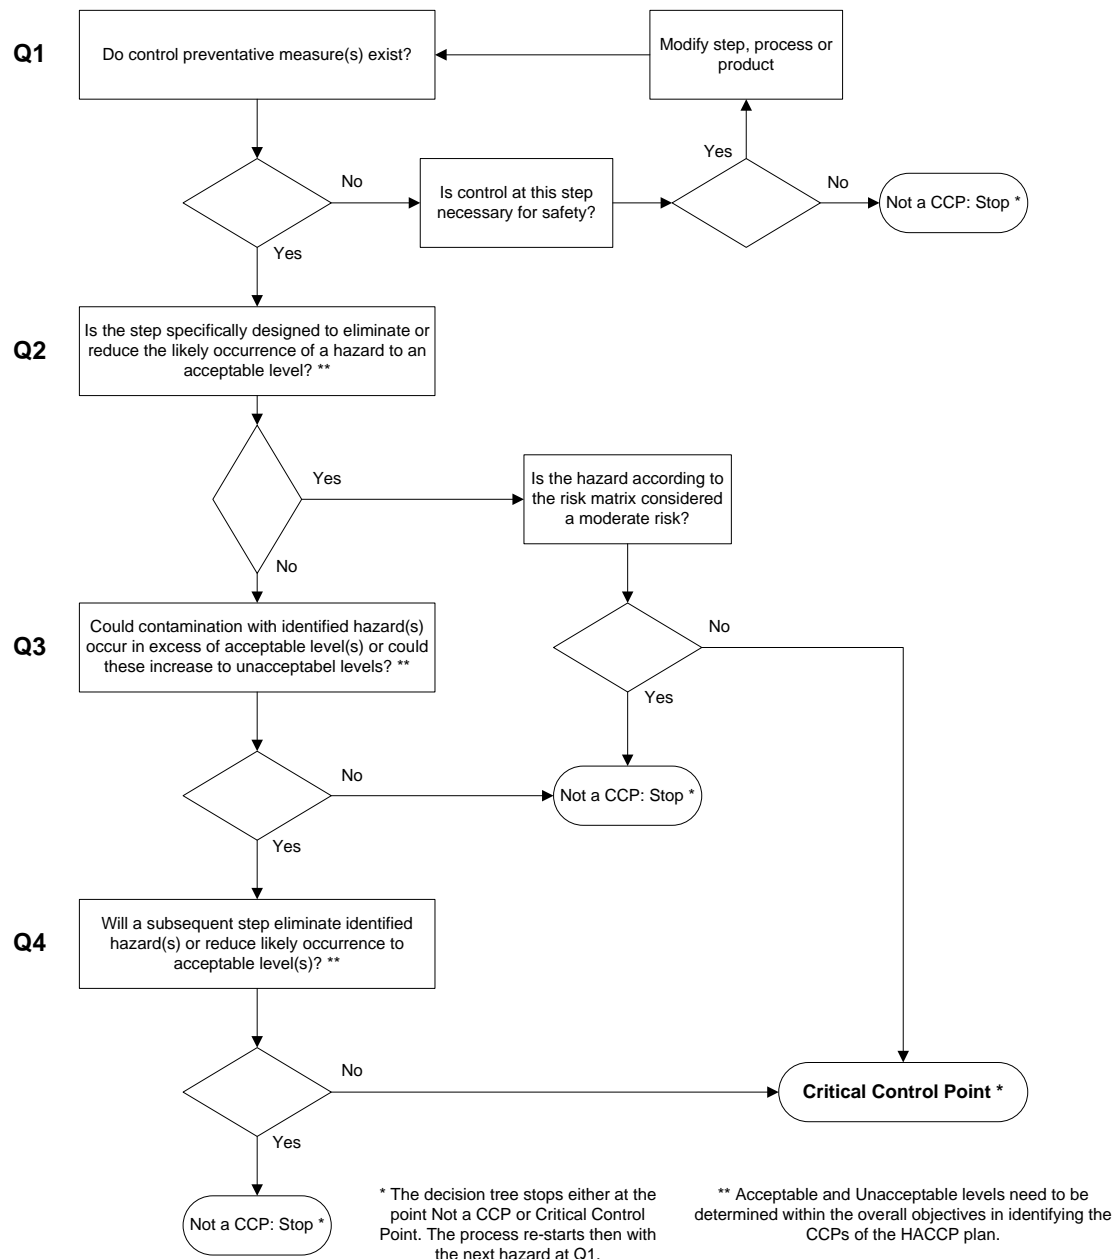 Q1
Do control preventative measure(s) exist?
Modify step, process or
product
Yes
No
Is control at this step
necessary for safety?
No
Not a CCP: Stop *
Yes
Q2
Is the step specifically designed to eliminate or
reduce the likely occurrence of a hazard to an
acceptable level? **
Yes
Is the hazard according to
the risk matrix considered
a moderate risk?
No
Q3
Could contamination with identified hazard(s)
occur in excess of acceptable level(s) or could
these increase to unacceptabel levels? **
No
Yes
No
Not a CCP: Stop *
Yes
Q4
Will a subsequent step eliminate identified
hazard(s) or reduce likely occurrence to
acceptable level(s)? **
No
Critical Control Point *
Yes
Not a CCP: Stop *
* The decision tree stops either at the
point Not a CCP or Critical Control
Point. The process re-starts then with
the next hazard at Q1.
** Acceptable and Unacceptable levels need to be
determined within the overall objectives in identifying the
CCPs of the HACCP plan.